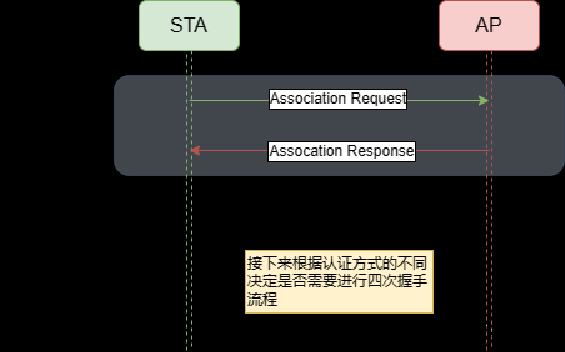 STA
AP
Association Request
Assocation Response
接下来根据认证方式的不同
决定是否需要进行四次握手
流程